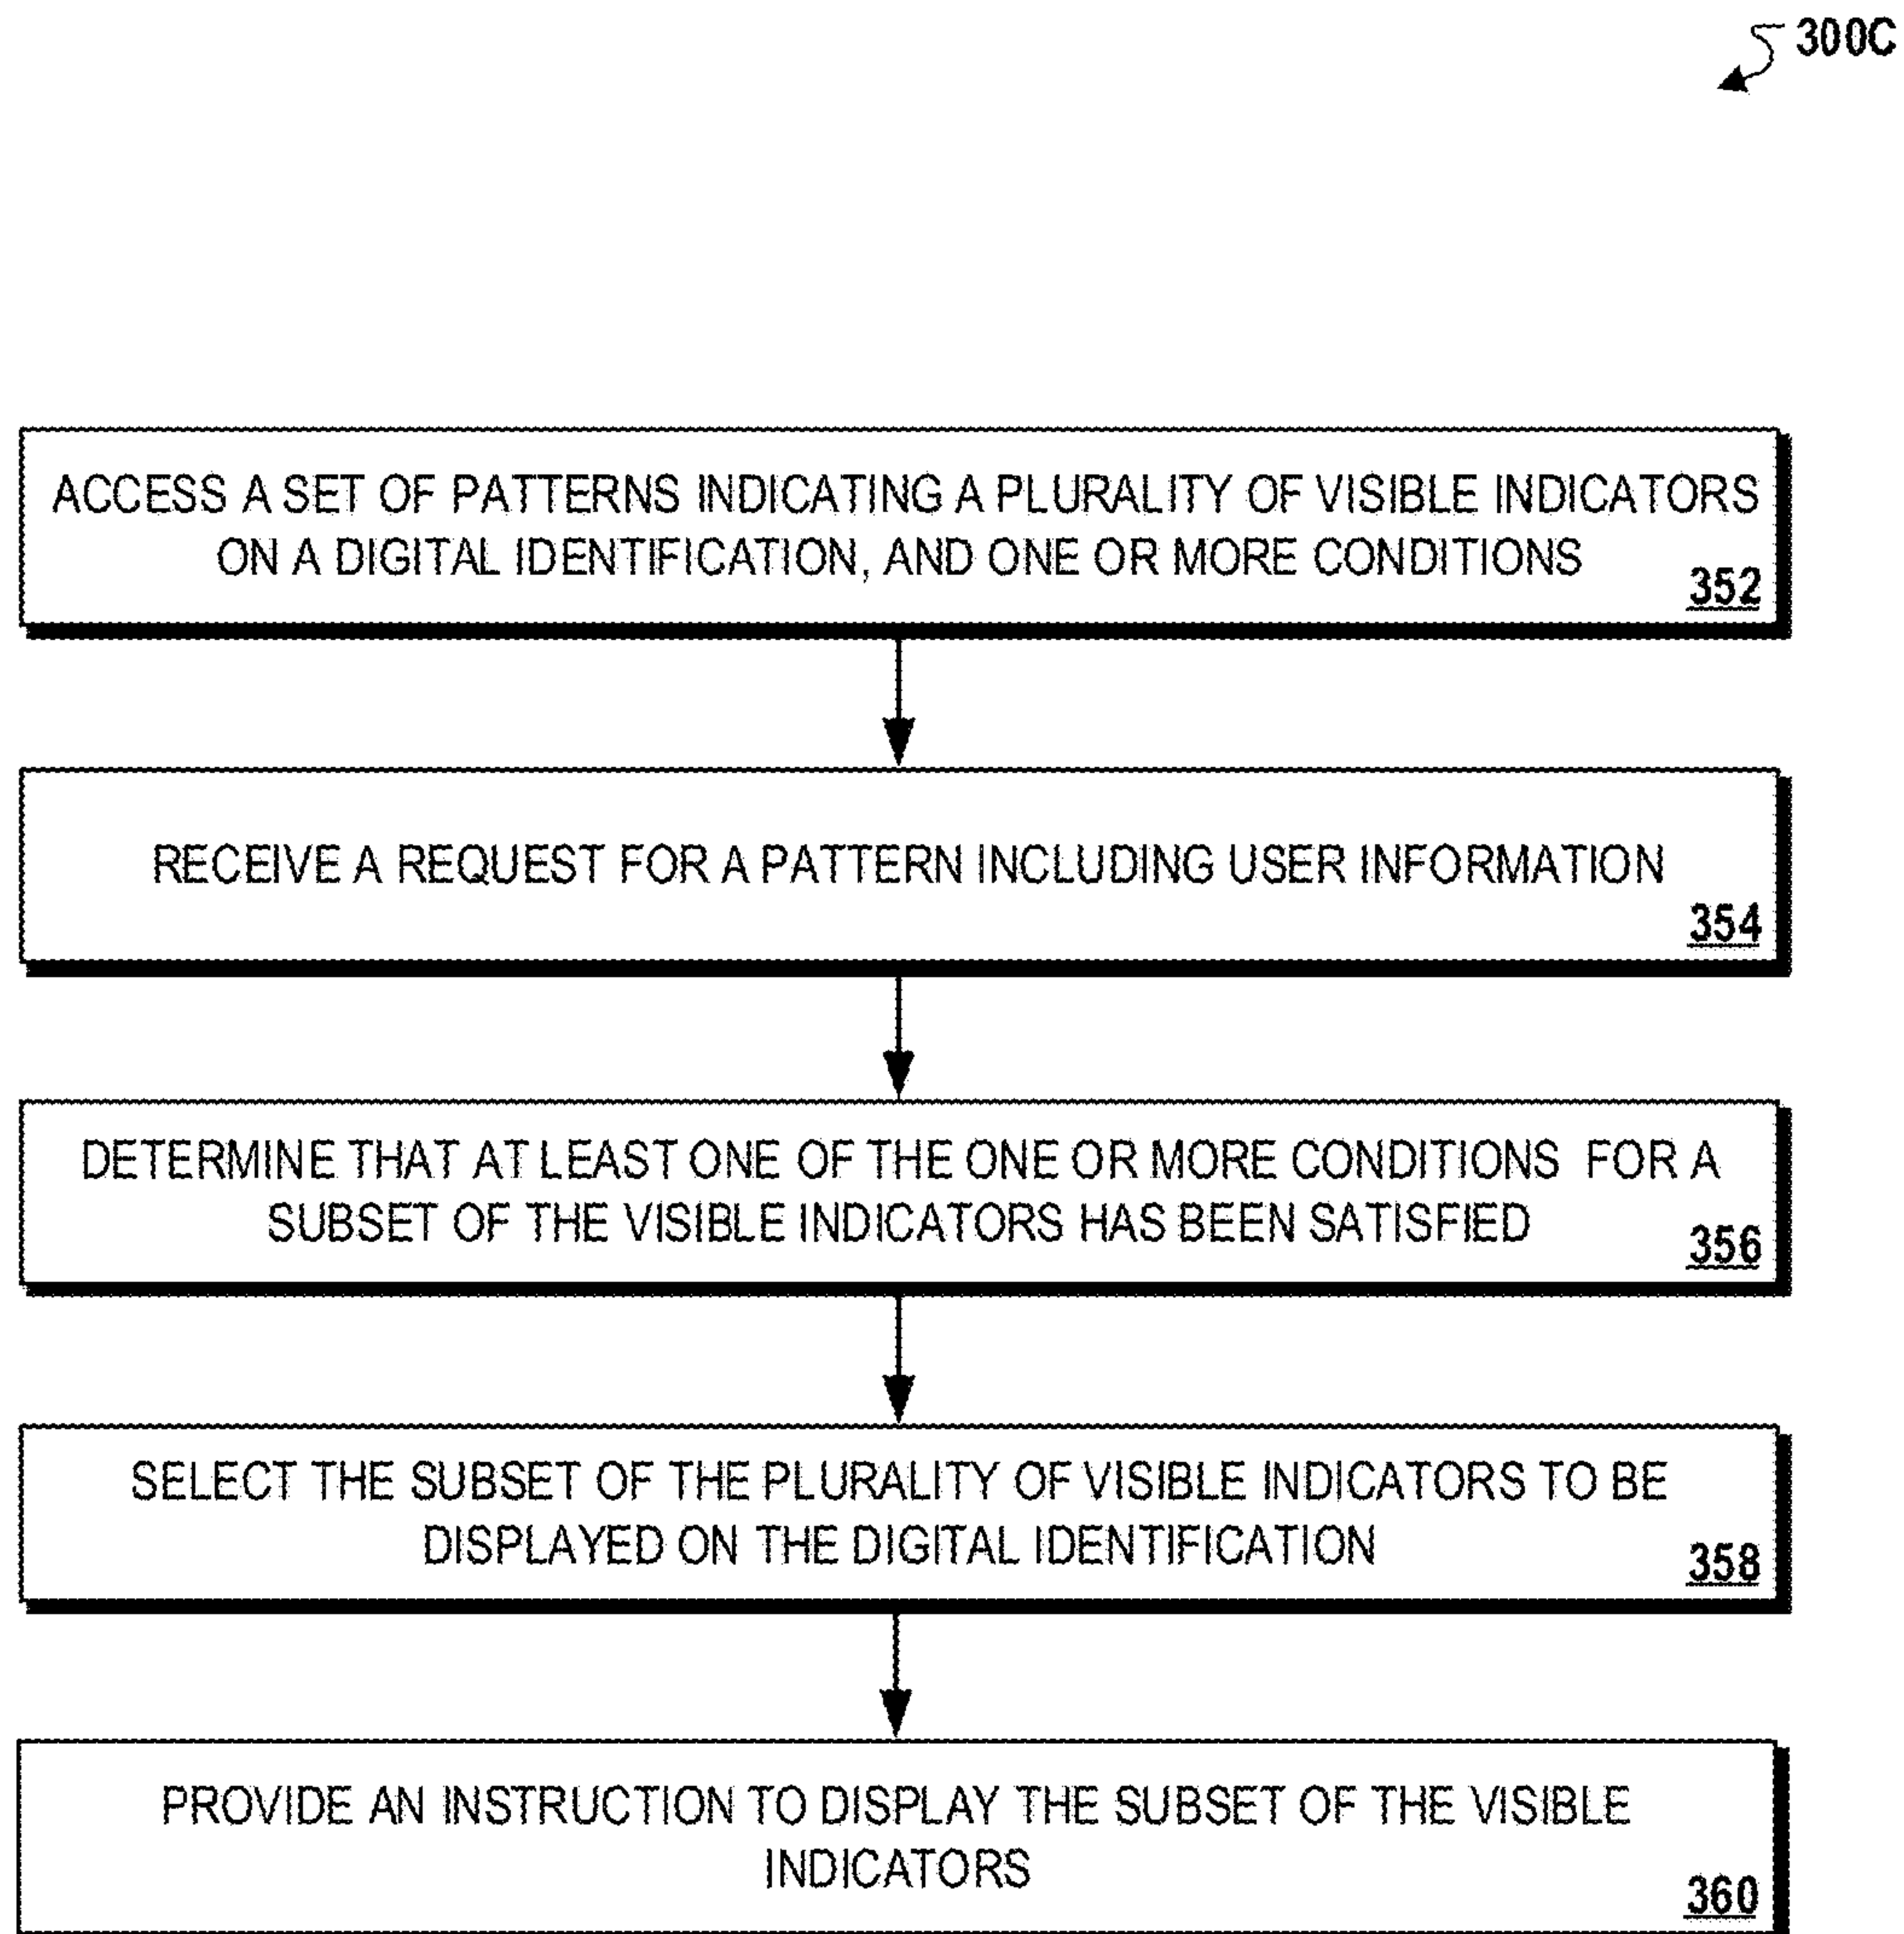 300C
ACCESS A SET OF PATTERNS INDICATING A PLURALITY OF VISIBLE INDICATORS
ON A DIGITAL IDENTIFICATION, AND ONE OR MORE CONDITIONS
352
RECEIVE A REQUEST FOR A PATTERN INCLUDING USER INFORMATION
354
DETERMINE THAT AT LEAST ONE OF THE ONE OR MORE CONDITIONS FOR A
SUBSET OF THE VISIBLE INDICATORS HAS BEEN SATISFIED
356
SELECT THE SUBSET OF THE PLURALITY OF VISIBLE INDICATORS TO BE
DISPLAYED ON THE DIGITAL IDENTIFICATION
358
PROVIDE AN INSTRUCTION TO DISPLAY THE SUBSET OF THE VISIBLE
INDICATORS
360